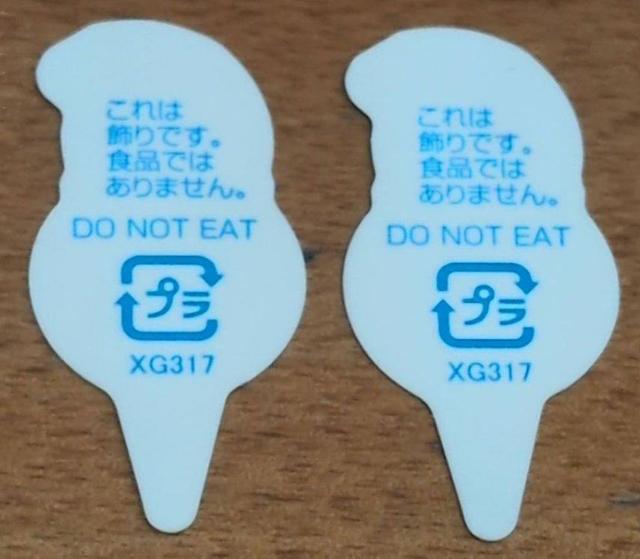 これは
飾りです。
食品では
ありません。
DO NOT EAT
プラ
XG317
これは
飾りです。
食品では
ありません。
DO NOT EAT
プラ
XG317